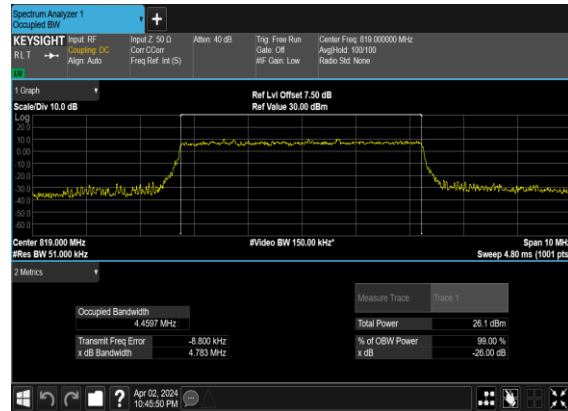 Spectrum Analyzer 1
Occupied BW
+
KEYSIGHT
RLT
LU
Input: RF
Coupling: DC
Align: Auto
Input Z: 50 Ω
Corr CCorr
Freq Ref: Int (S)
Atten: 40 dB
Trig: Free Run
Gate: Off
#IF Gain: Low
Center Freq: 819.000000 MHz
Avg|Hold: 100/100
Radio Std: None
1 Graph
Scale/Div 10.0 dB
Ref Lvl Offset 7.50 dB
Ref Value 30.00 dBm
Log
20.0
10.0
0.00
-10.0
-20.0
-30.0
-40.0
-50.0
-60.0
Center 819.000 MHz
#Res BW 51.000 kHz
#Video BW 150.00 kHz*
Span 10 MHz
Sweep 4.80 ms (1001 pts
2 Metrics
Measure Trace
Trace 1
Occupied Bandwidth
4.4597 MHz
Total Power
26.1 dBm
Transmit Freq Error
-8.800 kHz
% of OBW Power
99.00 %
x dB Bandwidth
4.783 MHz
x dB
-26.00 dB
?
Apr 02, 2024
10:45:50 PM